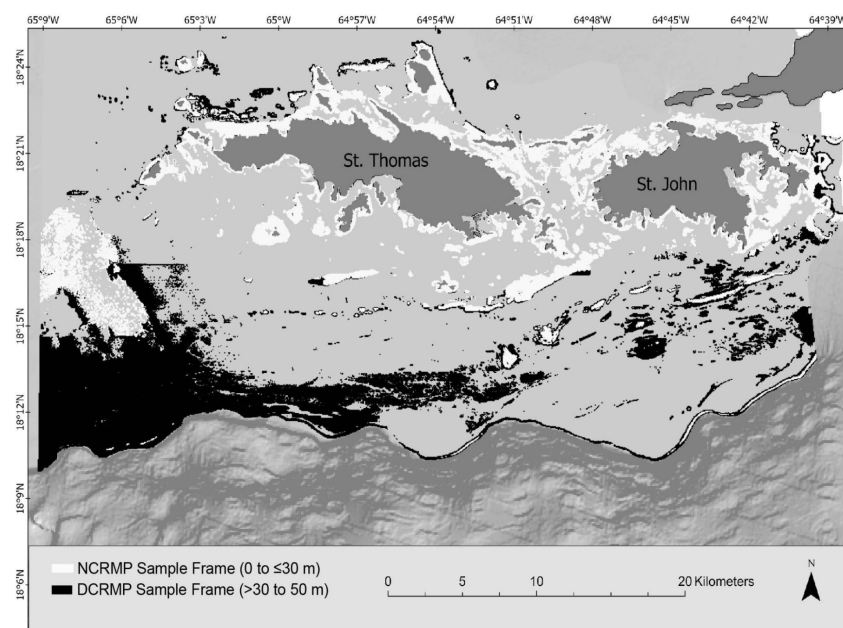 65°9'W 65°6'W 65°3'W 65°0'W 64°57'W 64°54'W 64°51'W 64°48'W 64°45'W 64°42'W 64°39'W
18°24'N
18°21'N
St. Thomas
St. John
18°18'N
18°15'N
18°12'N
18°9'N
18°6'N
NCRMP Sample Frame (0 to ≤30 m)
DCRMP Sample Frame (>30 to 50 m)
0 5 10 20 Kilometers
N